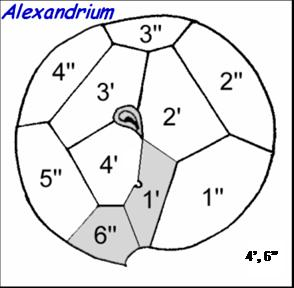 Alexandrium
3"
4" 3' 2' 2"
5" 4' 1' 1"
6"
4', 6"